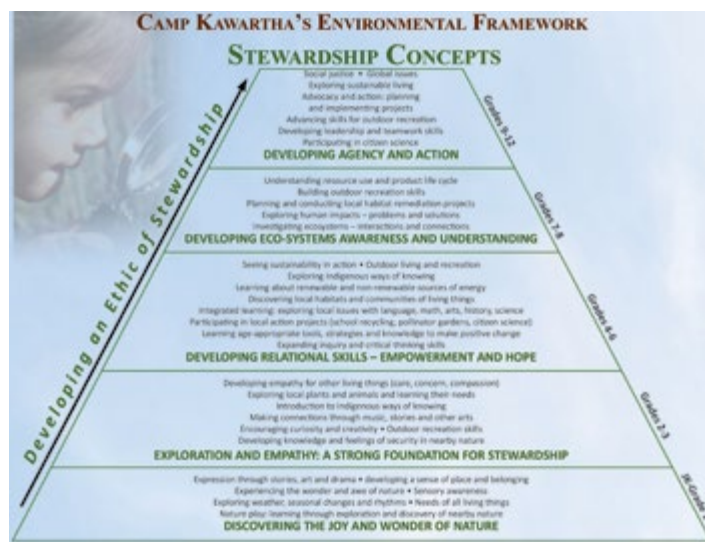 CAMP KAWARTHA'S ENVIRONMENTAL FRAMEWORK
STEWARDSHIP CONCEPTS
Social justice • Global issues
Exploring sustainable living
Advocacy and action: planning
and implementing projects
Advancing skills for outdoor recreation
Developing leadership and teamwork skills
Participating in citizen science
DEVELOPING AGENCY AND ACTION
Grades 9-12
Understanding resource use and product life cycle
Building outdoor recreation skills
Planning and conducting local habitat remediation projects
Exploring human impacts – problems and solutions
Investigating ecosystems – interactions and connections
DEVELOPING ECO-SYSTEMS AWARENESS AND UNDERSTANDING
Grades 7-8
Seeing sustainability in action • Outdoor living and recreation
Exploring Indigenous ways of knowing
Learning about renewable and non-renewable sources of energy
Discovering local habitats and communities of living things
Integrated learning: exploring local issues with language, math, arts, history, science
Participating in local action projects (school recycling, pollinator gardens, citizen science)
Learning age-appropriate tools, strategies and knowledge to make positive change
Expanding inquiry and critical thinking skills
DEVELOPING RELATIONAL SKILLS – EMPOWERMENT AND HOPE
Grades 4-6
Developing empathy for other living things (care, concern, compassion)
Exploring local plants and animals and learning their needs
Introduction to Indigenous ways of knowing
Making connections through music, stories and other arts
Encouraging curiosity and creativity • Outdoor recreation skills
Developing knowledge and feelings of security in nearby nature
EXPLORATION AND EMPATHY: A STRONG FOUNDATION FOR STEWARDSHIP
Grades 2-3
Expression through stories, art and drama • developing a sense of place and belonging
Experiencing the wonder and awe of nature • Sensory awareness
Exploring weather, seasonal changes and rhythms • Needs of all living things
Nature play: learning through exploration and discovery of nearby nature
DISCOVERING THE JOY AND WONDER OF NATURE
JK-Grade
Developing an Ethic of Stewardship